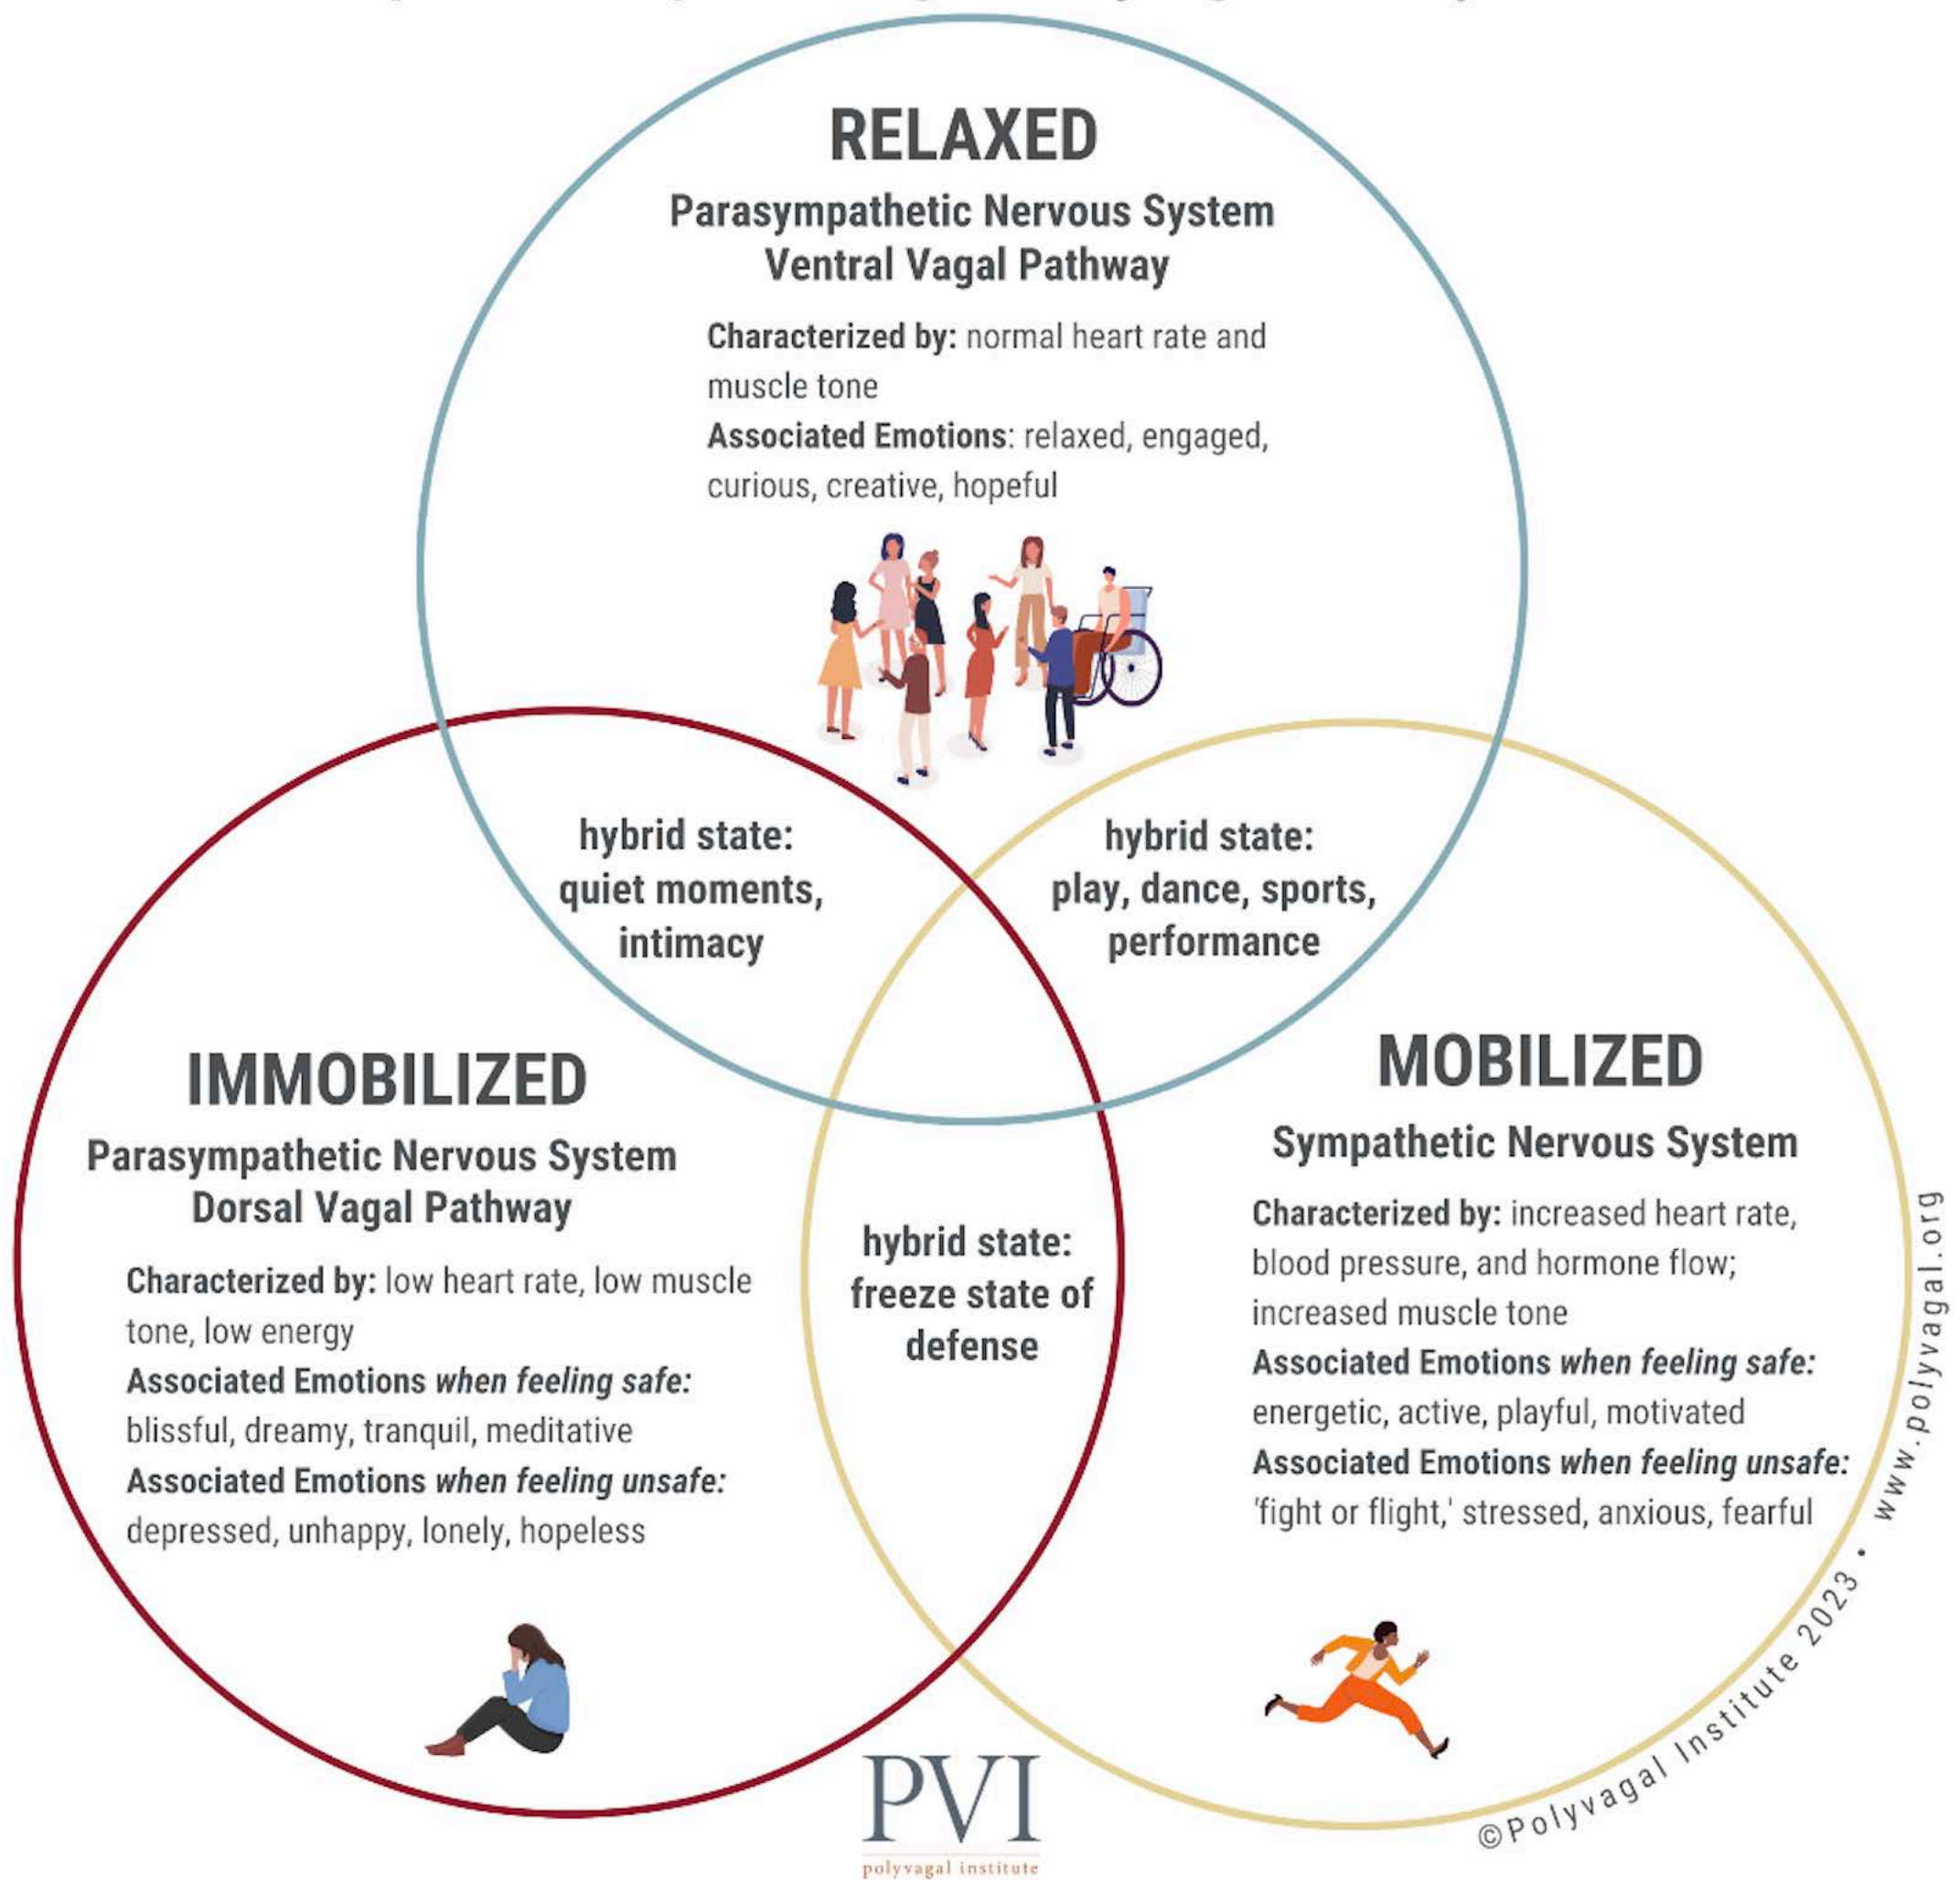 RELAXED
Parasympathetic Nervous System
Ventral Vagal Pathway
Characterized by: normal heart rate and
muscle tone
Associated Emotions: relaxed, engaged,
curious, creative, hopeful
hybrid state:
quiet moments,
intimacy
hybrid state:
play, dance, sports,
performance
IMMOBILIZED
Parasympathetic Nervous System
Dorsal Vagal Pathway
Characterized by: low heart rate, low muscle
tone, low energy
Associated Emotions when feeling safe:
blissful, dreamy, tranquil, meditative
Associated Emotions when feeling unsafe:
depressed, unhappy, lonely, hopeless
hybrid state:
freeze state of
defense
MOBILIZED
Sympathetic Nervous System
Characterized by: increased heart rate,
blood pressure, and hormone flow;
increased muscle tone
Associated Emotions when feeling safe:
energetic, active, playful, motivated
Associated Emotions when feeling unsafe:
'fight or flight,' stressed, anxious, fearful
PVI
polyvagal institute
©Polyvagal Institute 2023 • www.polyvagal.org